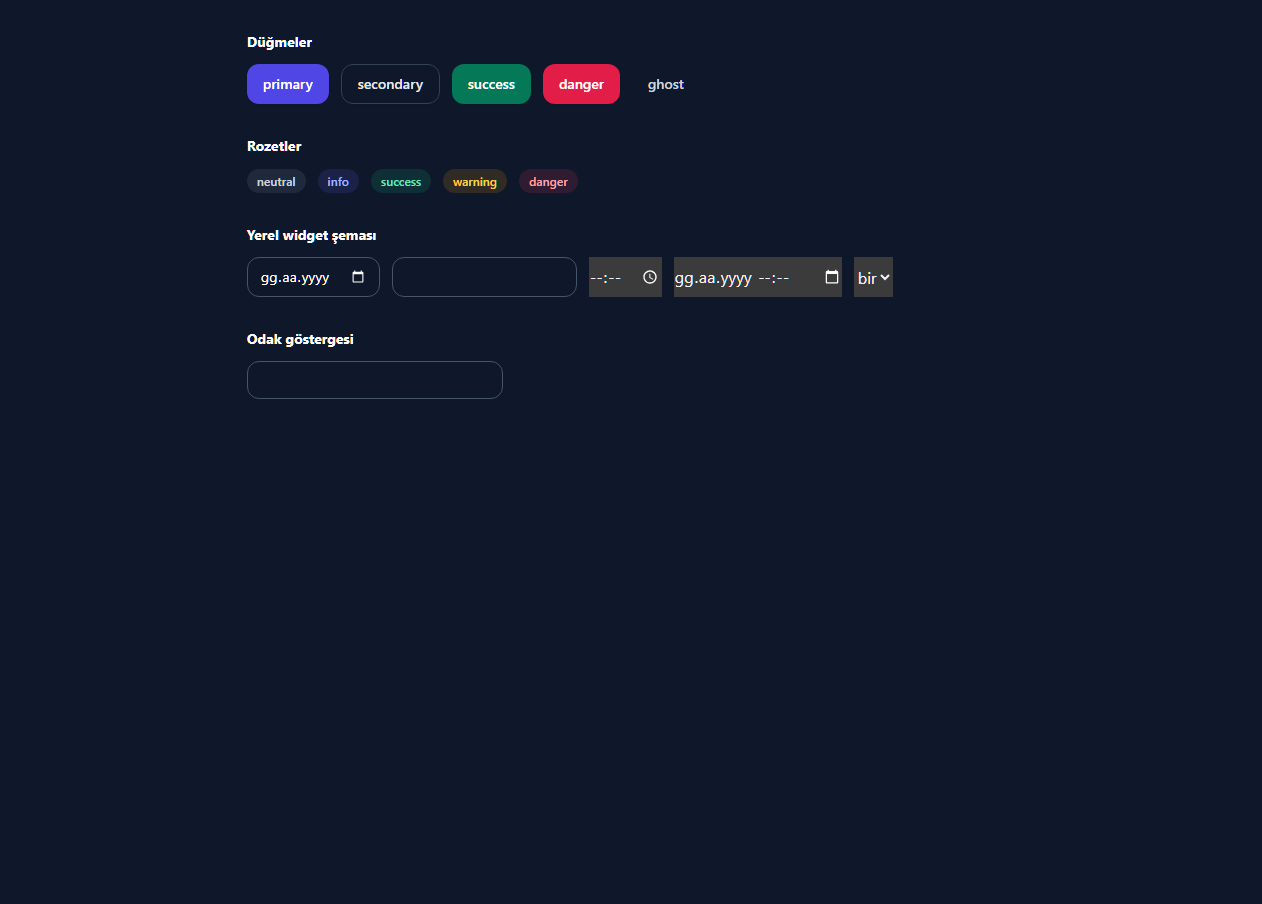 Düğmeler
primary secondary success danger ghost
Rozetler
neutral info success warning danger
Yerel widget şeması
gg.aa.yyyy --:-- gg.aa.yyyy --:-- bir
Odak göstergesi